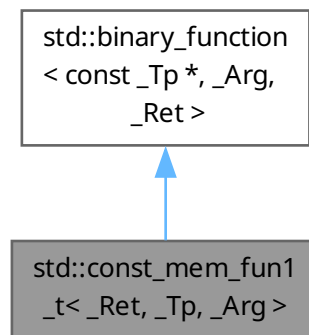 std::binary_function
< const _Tp *, _Arg,
_Ret >
std::const_mem_fun1
_t< _Ret, _Tp, _Arg >